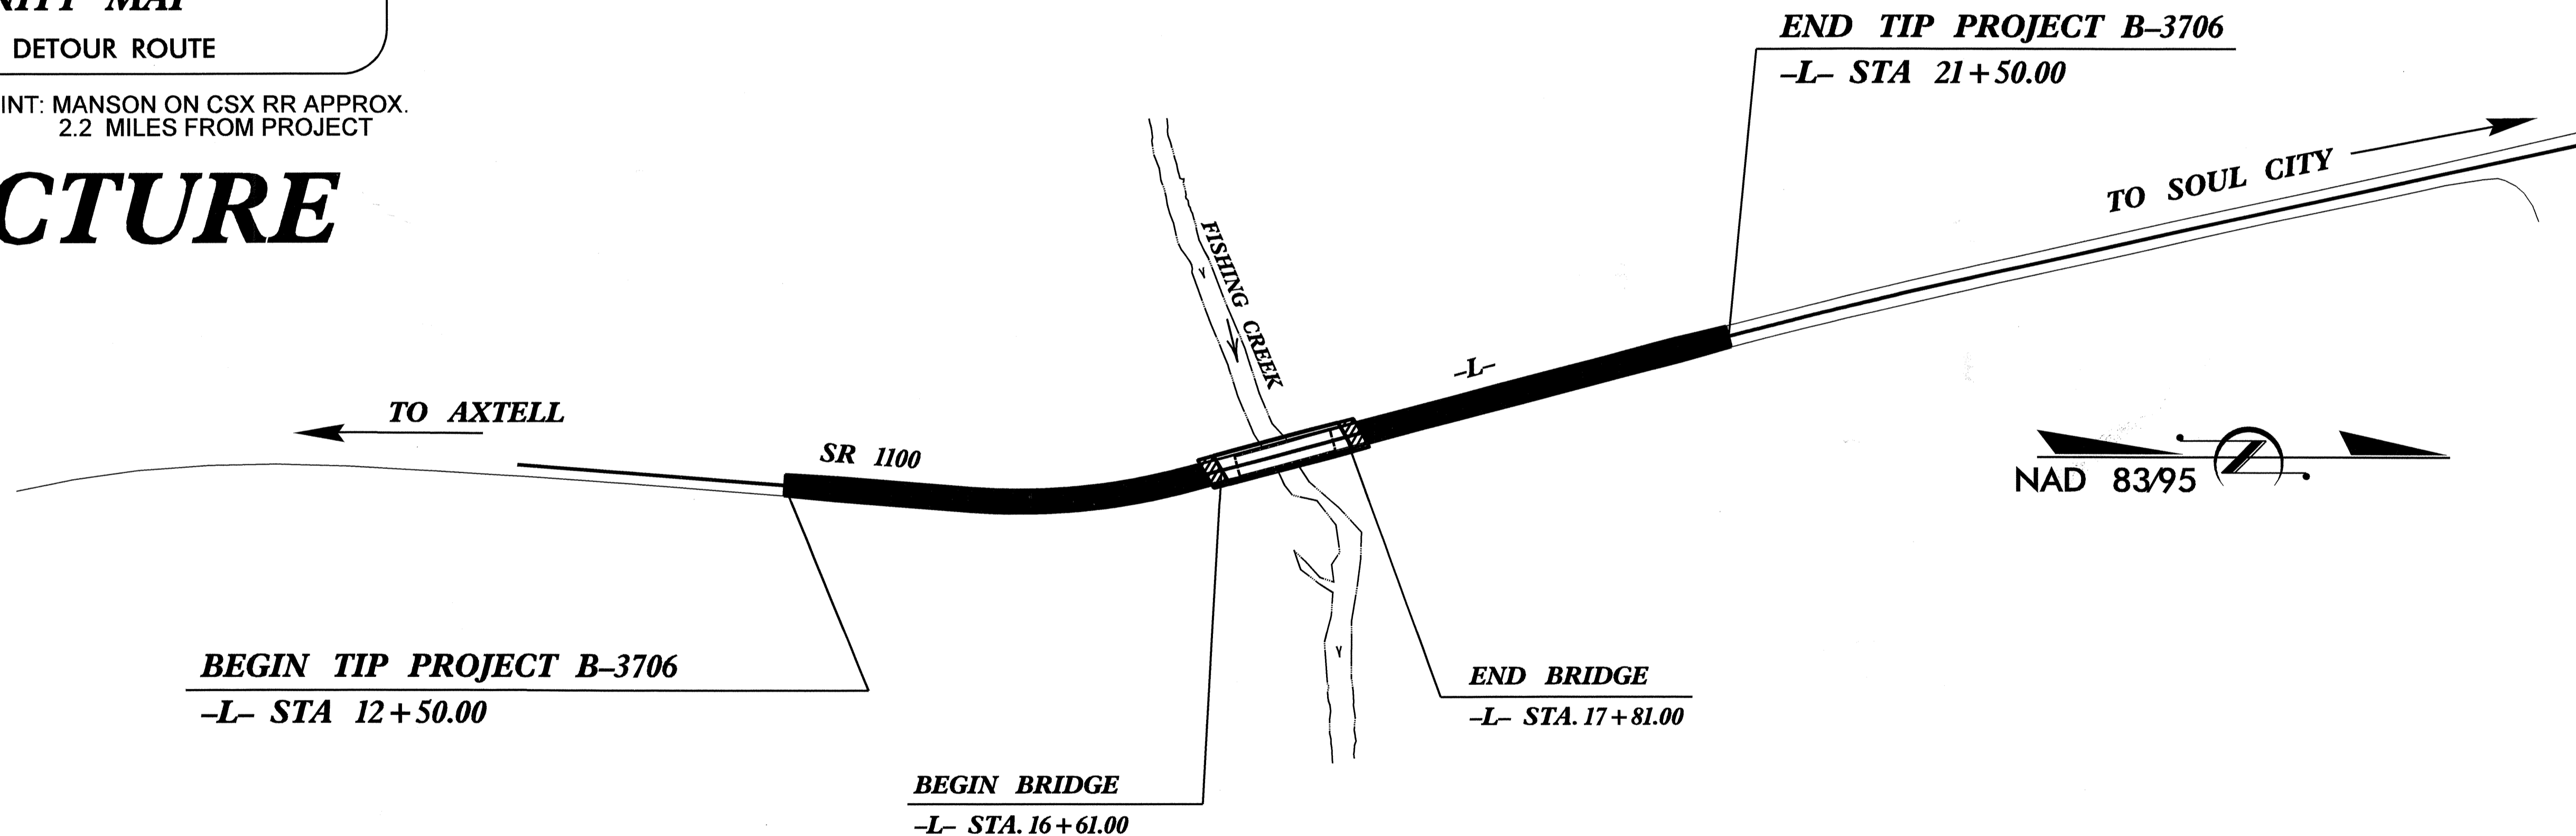 DETOUR ROUTE
INT: MANSON ON CSX RR APPROX.
2.2 MILES FROM PROJECT
END TIP PROJECT B–3706
–L– STA 21+50.00
TO SOUL CITY
FISHING CREEK
–L–
TO AXTELL
SR 1100
NAD 83/95
BEGIN TIP PROJECT B–3706
–L– STA 12+50.00
END BRIDGE
–L– STA. 17+81.00
BEGIN BRIDGE
–L– STA. 16+61.00